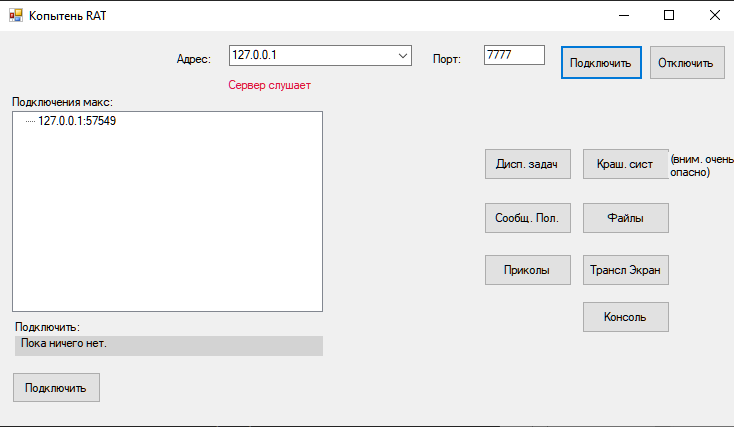 Копытень RAT
Адрес:
127.0.0.1
Порт:
7777
Подключить
Отключить
Сервер слушает
Подключения макс:
127.0.0.1:57549
Дисп. задач
Краш. сист
(вним. очень
опасно)
Сообщ. Пол.
Файлы
Приколы
Трансл Экран
Консоль
Подключить:
Пока ничего нет.
Подключить